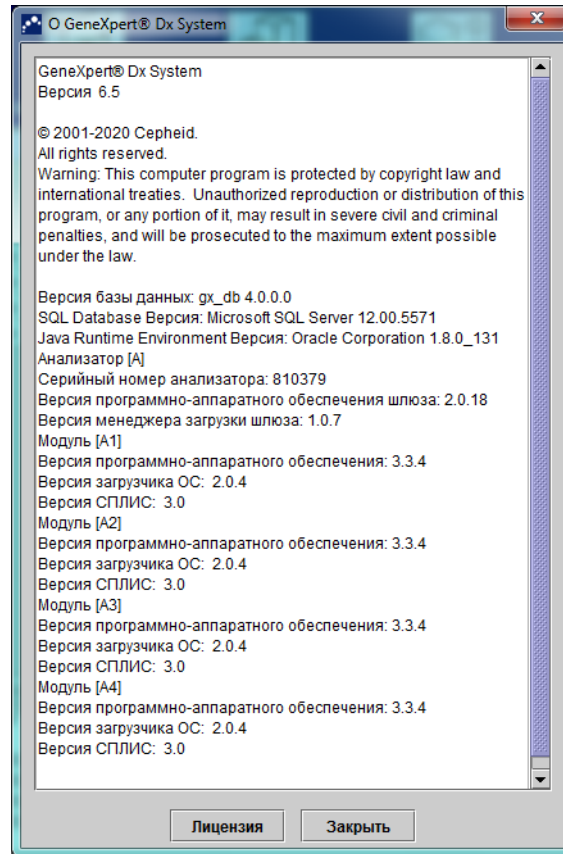 О GeneXpert® Dx System
GeneXpert® Dx System
Версия 6.5
© 2001-2020 Cepheid.
All rights reserved.
Warning: This computer program is protected by copyright law and
international treaties. Unauthorized reproduction or distribution of this
program, or any portion of it, may result in severe civil and criminal
penalties, and will be prosecuted to the maximum extent possible
under the law.
Версия базы данных: gx_db 4.0.0.0
SQL Database Версия: Microsoft SQL Server 12.00.5571
Java Runtime Environment Версия: Oracle Corporation 1.8.0_131
Анализатор [A]
Серийный номер анализатора: 810379
Версия программно-аппаратного обеспечения шлюза: 2.0.18
Версия менеджера загрузки шлюза: 1.0.7
Модуль [A1]
Версия программно-аппаратного обеспечения: 3.3.4
Версия загрузчика ОС: 2.0.4
Версия СПЛИС: 3.0
Модуль [A2]
Версия программно-аппаратного обеспечения: 3.3.4
Версия загрузчика ОС: 2.0.4
Версия СПЛИС: 3.0
Модуль [A3]
Версия программно-аппаратного обеспечения: 3.3.4
Версия загрузчика ОС: 2.0.4
Версия СПЛИС: 3.0
Модуль [A4]
Версия программно-аппаратного обеспечения: 3.3.4
Версия загрузчика ОС: 2.0.4
Версия СПЛИС: 3.0
Лицензия
Закрыть